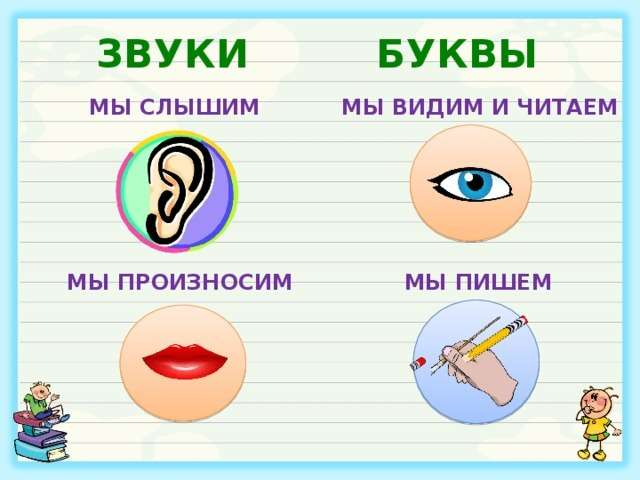 ЗВУКИ
БУКВЫ
МЫ СЛЫШИМ
МЫ ВИДИМ И ЧИТАЕМ
МЫ ПРОИЗНОСИМ
МЫ ПИШЕМ